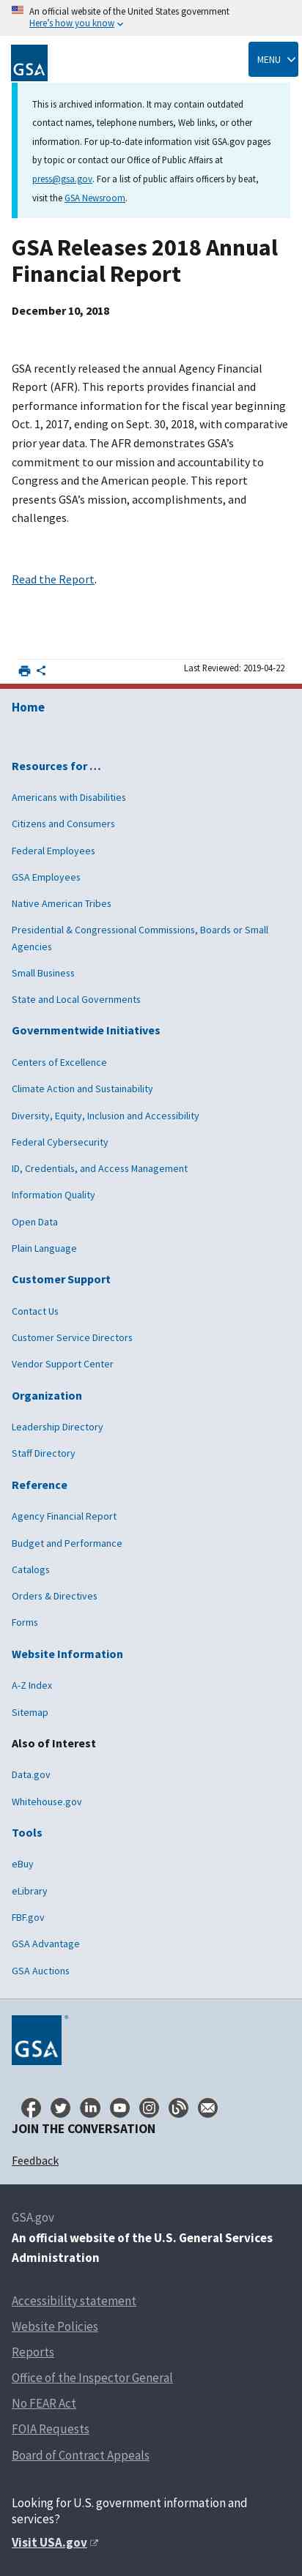 An official website of the United States government
Here's how you know
GSA
MENU
This is archived information. It may contain outdated
contact names, telephone numbers, Web links, or other
information. For up-to-date information visit GSA.gov pages
by topic or contact our Office of Public Affairs at
press@gsa.gov. For a list of public affairs officers by beat,
visit the GSA Newsroom.
GSA Releases 2018 Annual
Financial Report
December 10, 2018
GSA recently released the annual Agency Financial
Report (AFR). This reports provides financial and
performance information for the fiscal year beginning
Oct. 1, 2017, ending on Sept. 30, 2018, with comparative
prior year data. The AFR demonstrates GSA's
commitment to our mission and accountability to
Congress and the American people. This report
presents GSA's mission, accomplishments, and
challenges.
Read the Report.
Last Reviewed: 2019-04-22
Home
Resources for …
Americans with Disabilities
Citizens and Consumers
Federal Employees
GSA Employees
Native American Tribes
Presidential & Congressional Commissions, Boards or Small
Agencies
Small Business
State and Local Governments
Governmentwide Initiatives
Centers of Excellence
Climate Action and Sustainability
Diversity, Equity, Inclusion and Accessibility
Federal Cybersecurity
ID, Credentials, and Access Management
Information Quality
Open Data
Plain Language
Customer Support
Contact Us
Customer Service Directors
Vendor Support Center
Organization
Leadership Directory
Staff Directory
Reference
Agency Financial Report
Budget and Performance
Catalogs
Orders & Directives
Forms
Website Information
A-Z Index
Sitemap
Also of Interest
Data.gov
Whitehouse.gov
Tools
eBuy
eLibrary
FBF.gov
GSA Advantage
GSA Auctions
GSA
JOIN THE CONVERSATION
Feedback
GSA.gov
An official website of the U.S. General Services
Administration
Accessibility statement
Website Policies
Reports
Office of the Inspector General
No FEAR Act
FOIA Requests
Board of Contract Appeals
Looking for U.S. government information and
services?
Visit USA.gov